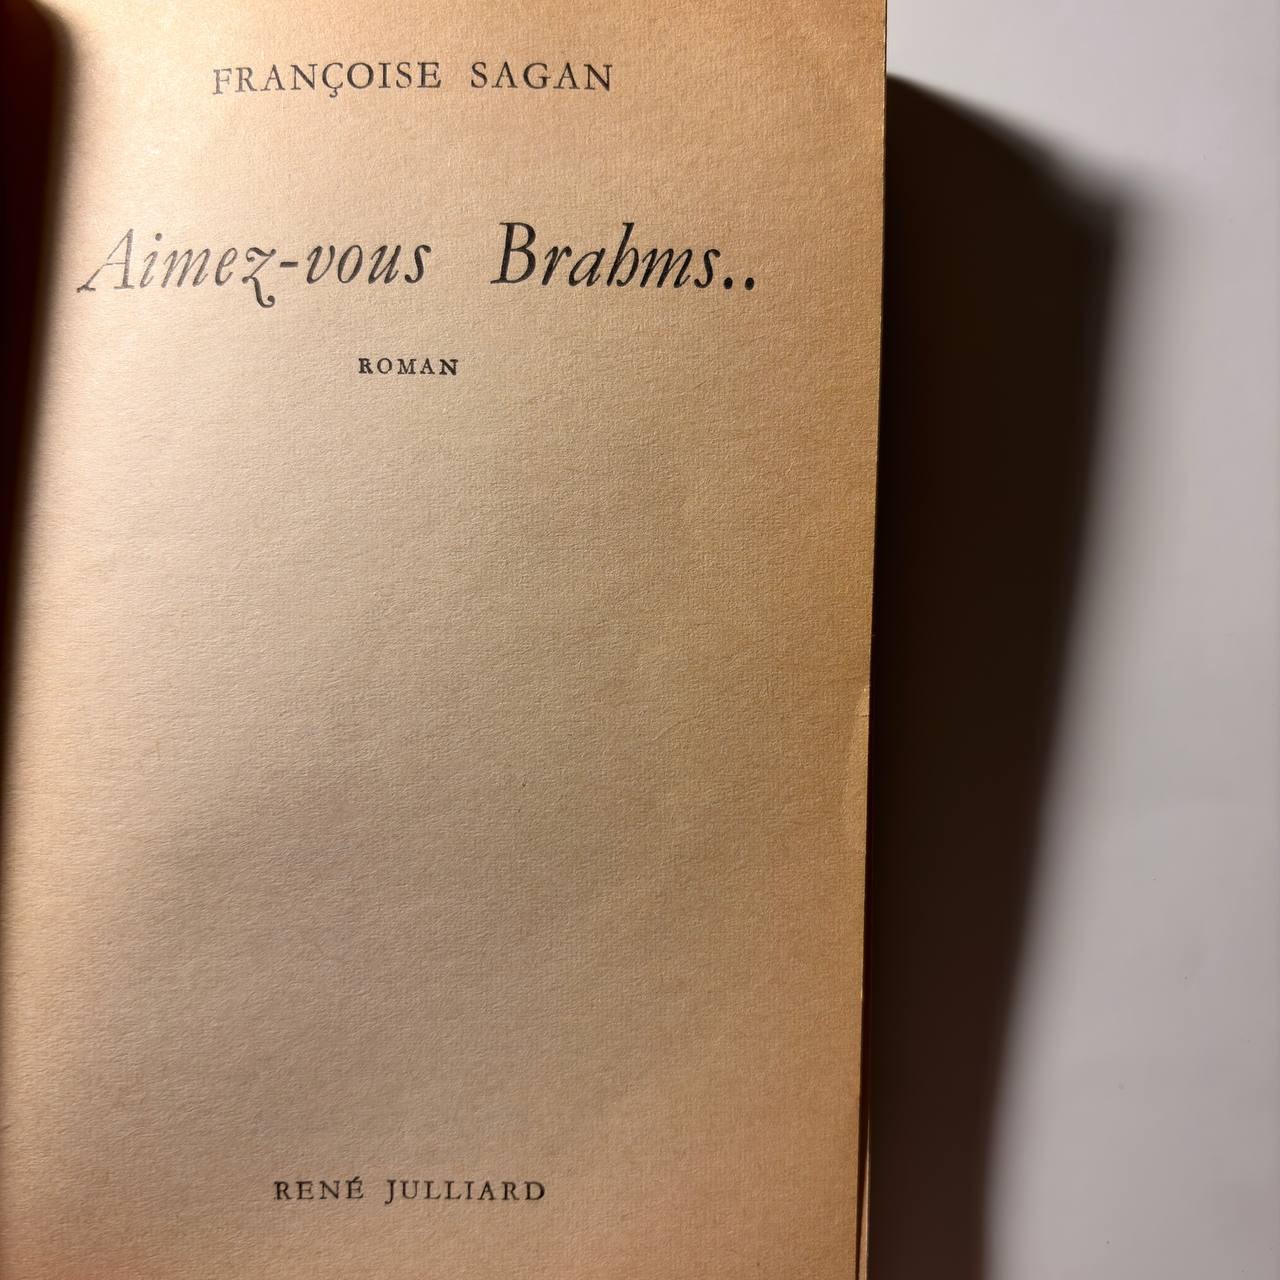 FRANÇOISE SAGAN
Aimez-vous Brahms..
ROMAN
RENÉ JULLIARD